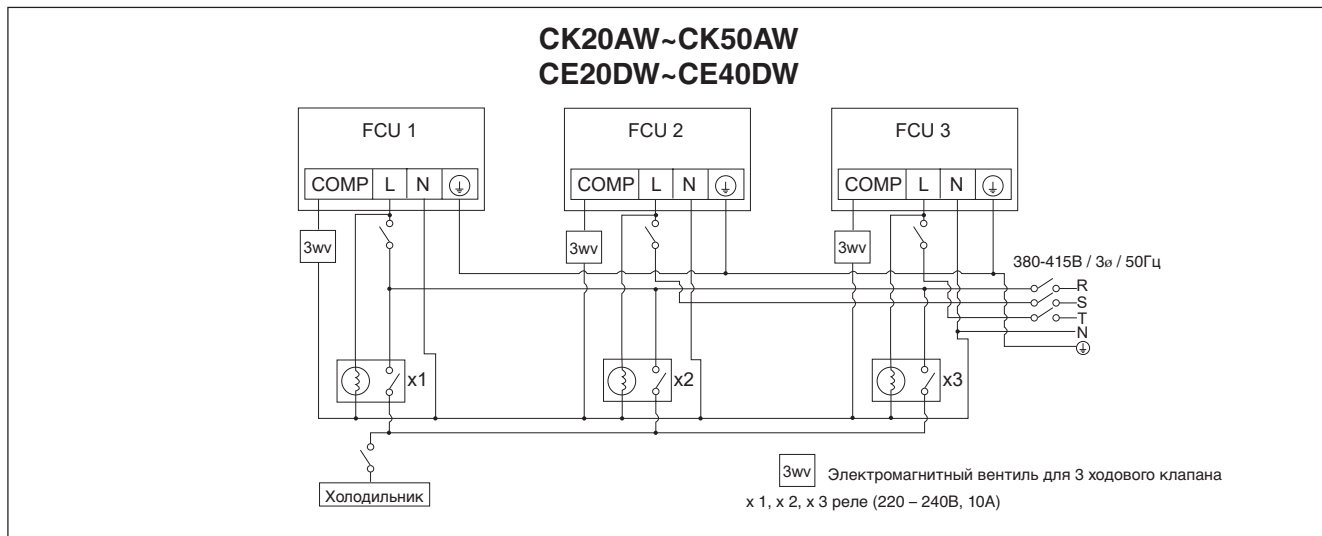 CK20AW~CK50AW
CE20DW~CE40DW
FCU 1
COMP L N
3wv
x1
FCU 2
COMP L N
3wv
x2
FCU 3
COMP L N
3wv
x3
380-415В / 3ø / 50Гц
R
S
T
N
Холодильник
3wv Электромагнитный вентиль для 3 ходового клапана
x 1, x 2, x 3 реле (220 – 240В, 10А)